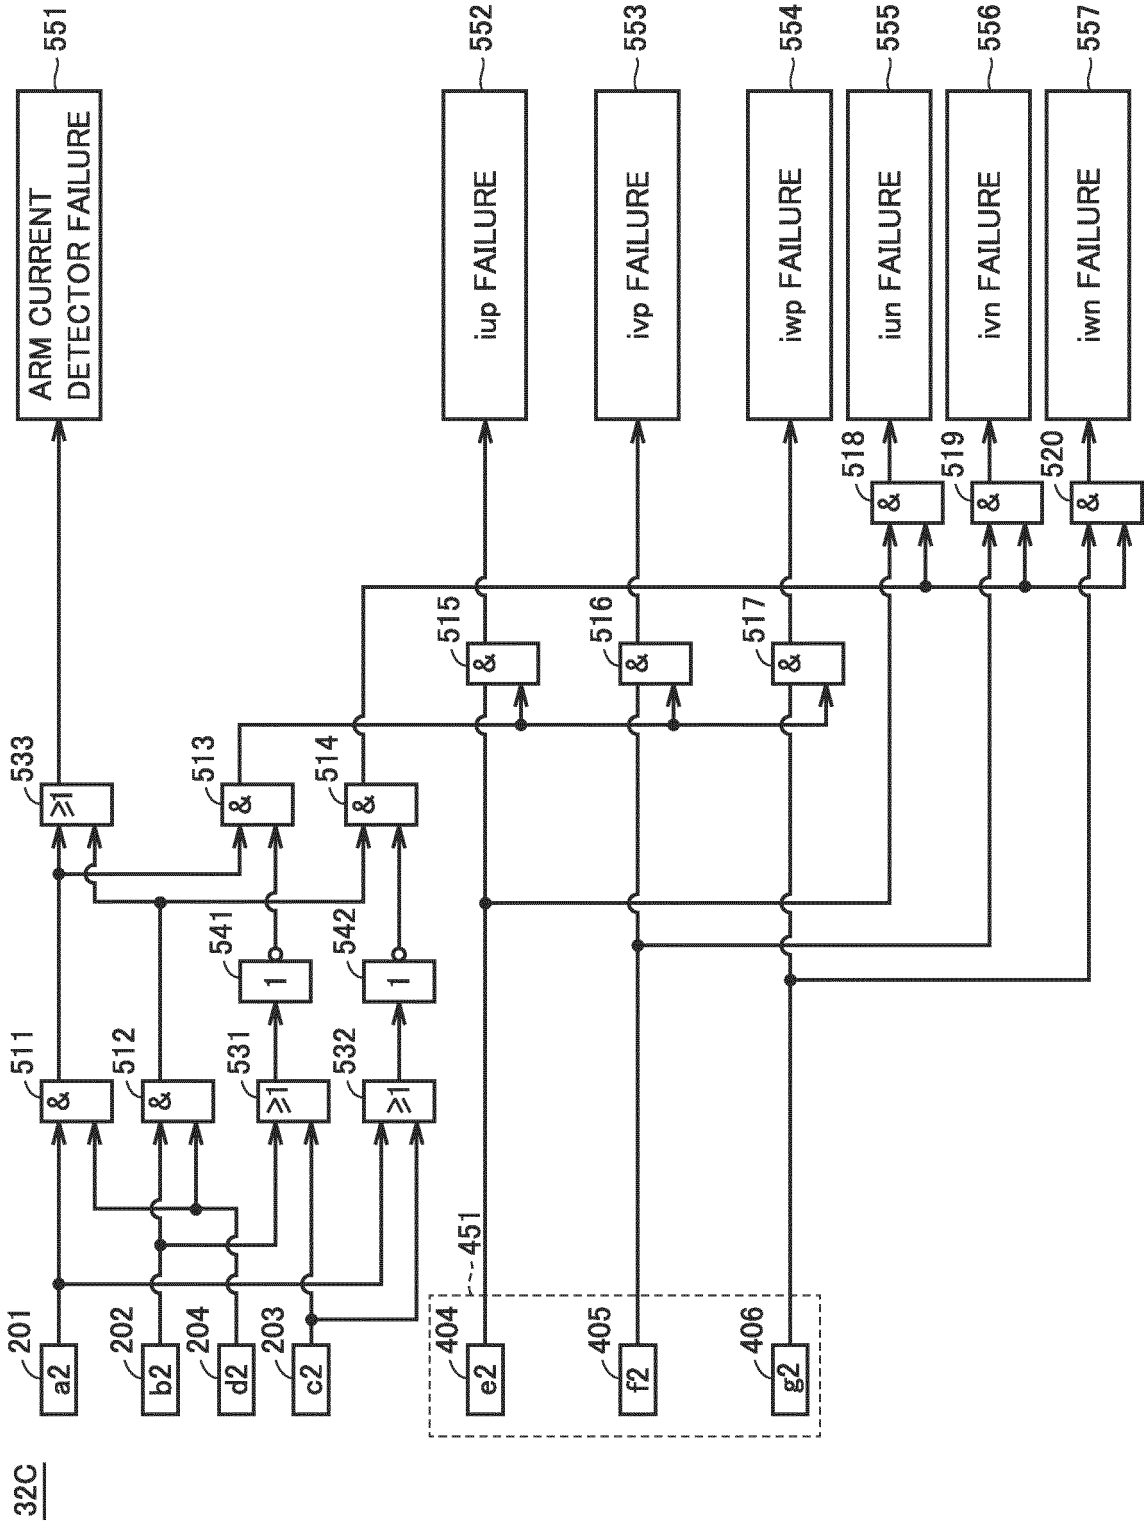 32C
201
a2
202
b2
204
d2
203
c2
451
404
e2
405
f2
406
g2
511
&
512
&
531
≥1
532
≥1
541
1
542
1
533
≥1
513
&
514
&
515
&
516
&
517
&
518
&
519
&
520
&
ARM CURRENT
DETECTOR FAILURE
551
iup FAILURE
552
ivp FAILURE
553
iwp FAILURE
554
iun FAILURE
555
ivn FAILURE
556
iwn FAILURE
557